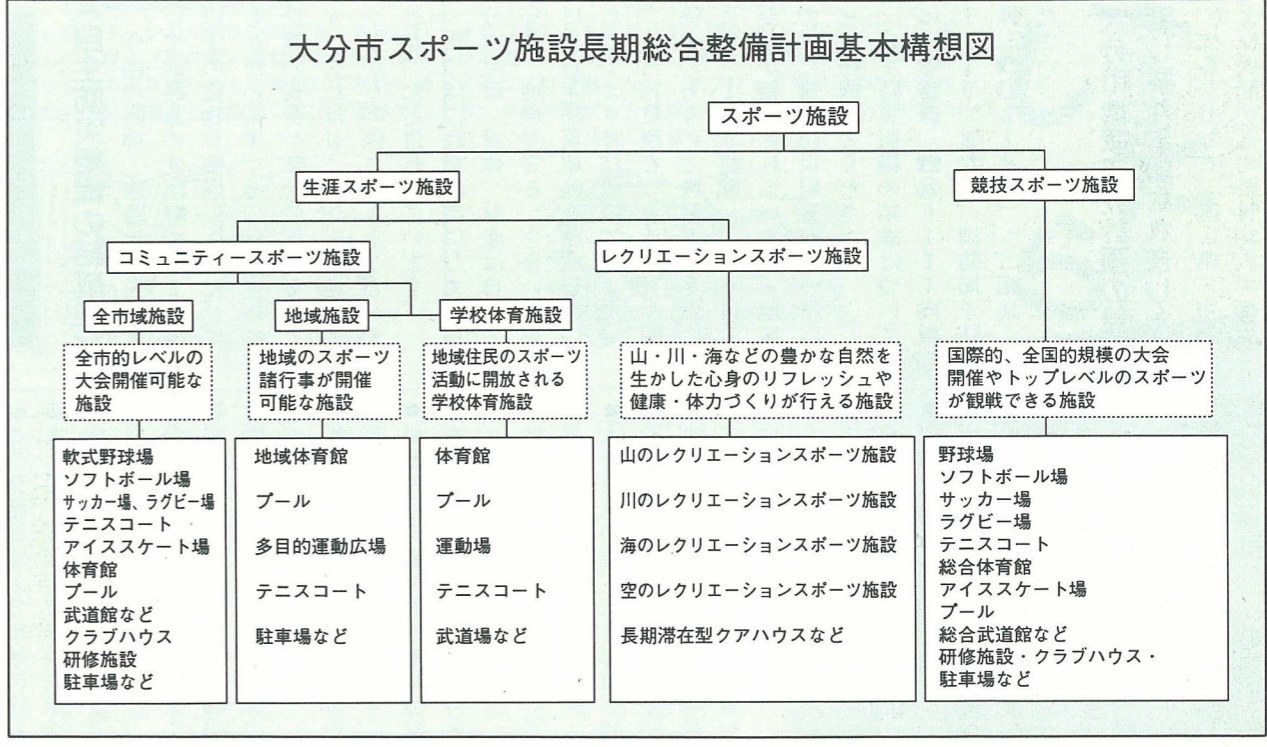 大分市スポーツ施設長期総合整備計画基本構想図
スポーツ施設
生涯スポーツ施設
競技スポーツ施設
コミュニティースポーツ施設
レクリエーションスポーツ施設
全市域施設
地域施設
学校体育施設
全市的レベルの
大会開催可能な
施設
地域のスポーツ
諸行事が開催
可能な施設
地域住民のスポーツ
活動に開放される
学校体育施設
山・川・海などの豊かな自然を
生かした心身のリフレッシュや
健康・体力づくりが行える施設
国際的、全国的規模の大会
開催やトップレベルのスポーツ
が観戦できる施設
軟式野球場
ソフトボール場
サッカー場、ラグビー場
テニスコート
アイススケート場
体育館
プール
武道館など
クラブハウス
研修施設
駐車場など
地域体育館
プール
多目的運動広場
テニスコート
駐車場など
体育館
プール
運動場
テニスコート
武道場など
山のレクリエーションスポーツ施設
川のレクリエーションスポーツ施設
海のレクリエーションスポーツ施設
空のレクリエーションスポーツ施設
長期滞在型クアハウスなど
野球場
ソフトボール場
サッカー場
ラグビー場
テニスコート
総合体育館
アイススケート場
プール
総合武道館など
研修施設・クラブハウス・
駐車場など